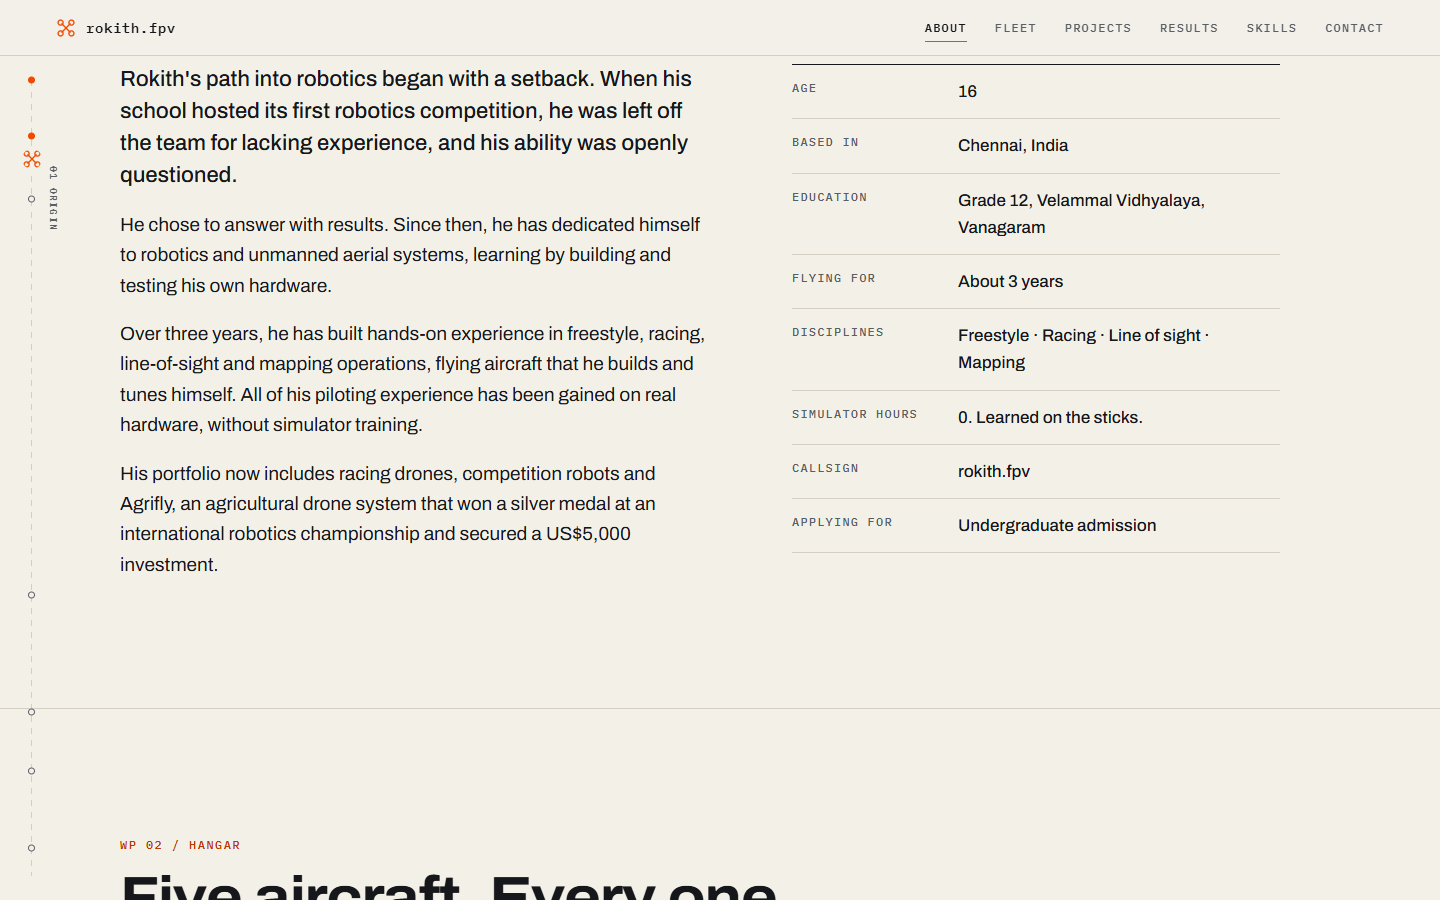 rokith.fpv
ABOUT FLEET PROJECTS RESULTS SKILLS CONTACT
01 ORIGIN
Rokith's path into robotics began with a setback. When his
school hosted its first robotics competition, he was left off
the team for lacking experience, and his ability was openly
questioned.
He chose to answer with results. Since then, he has dedicated himself
to robotics and unmanned aerial systems, learning by building and
testing his own hardware.
Over three years, he has built hands-on experience in freestyle, racing,
line-of-sight and mapping operations, flying aircraft that he builds and
tunes himself. All of his piloting experience has been gained on real
hardware, without simulator training.
His portfolio now includes racing drones, competition robots and
Agrifly, an agricultural drone system that won a silver medal at an
international robotics championship and secured a US$5,000
investment.
AGE 16
BASED IN Chennai, India
EDUCATION Grade 12, Velammal Vidhyalaya,
Vanagaram
FLYING FOR About 3 years
DISCIPLINES Freestyle · Racing · Line of sight ·
Mapping
SIMULATOR HOURS 0. Learned on the sticks.
CALLSIGN rokith.fpv
APPLYING FOR Undergraduate admission
WP 02 / HANGAR
Five aircraft. Every one